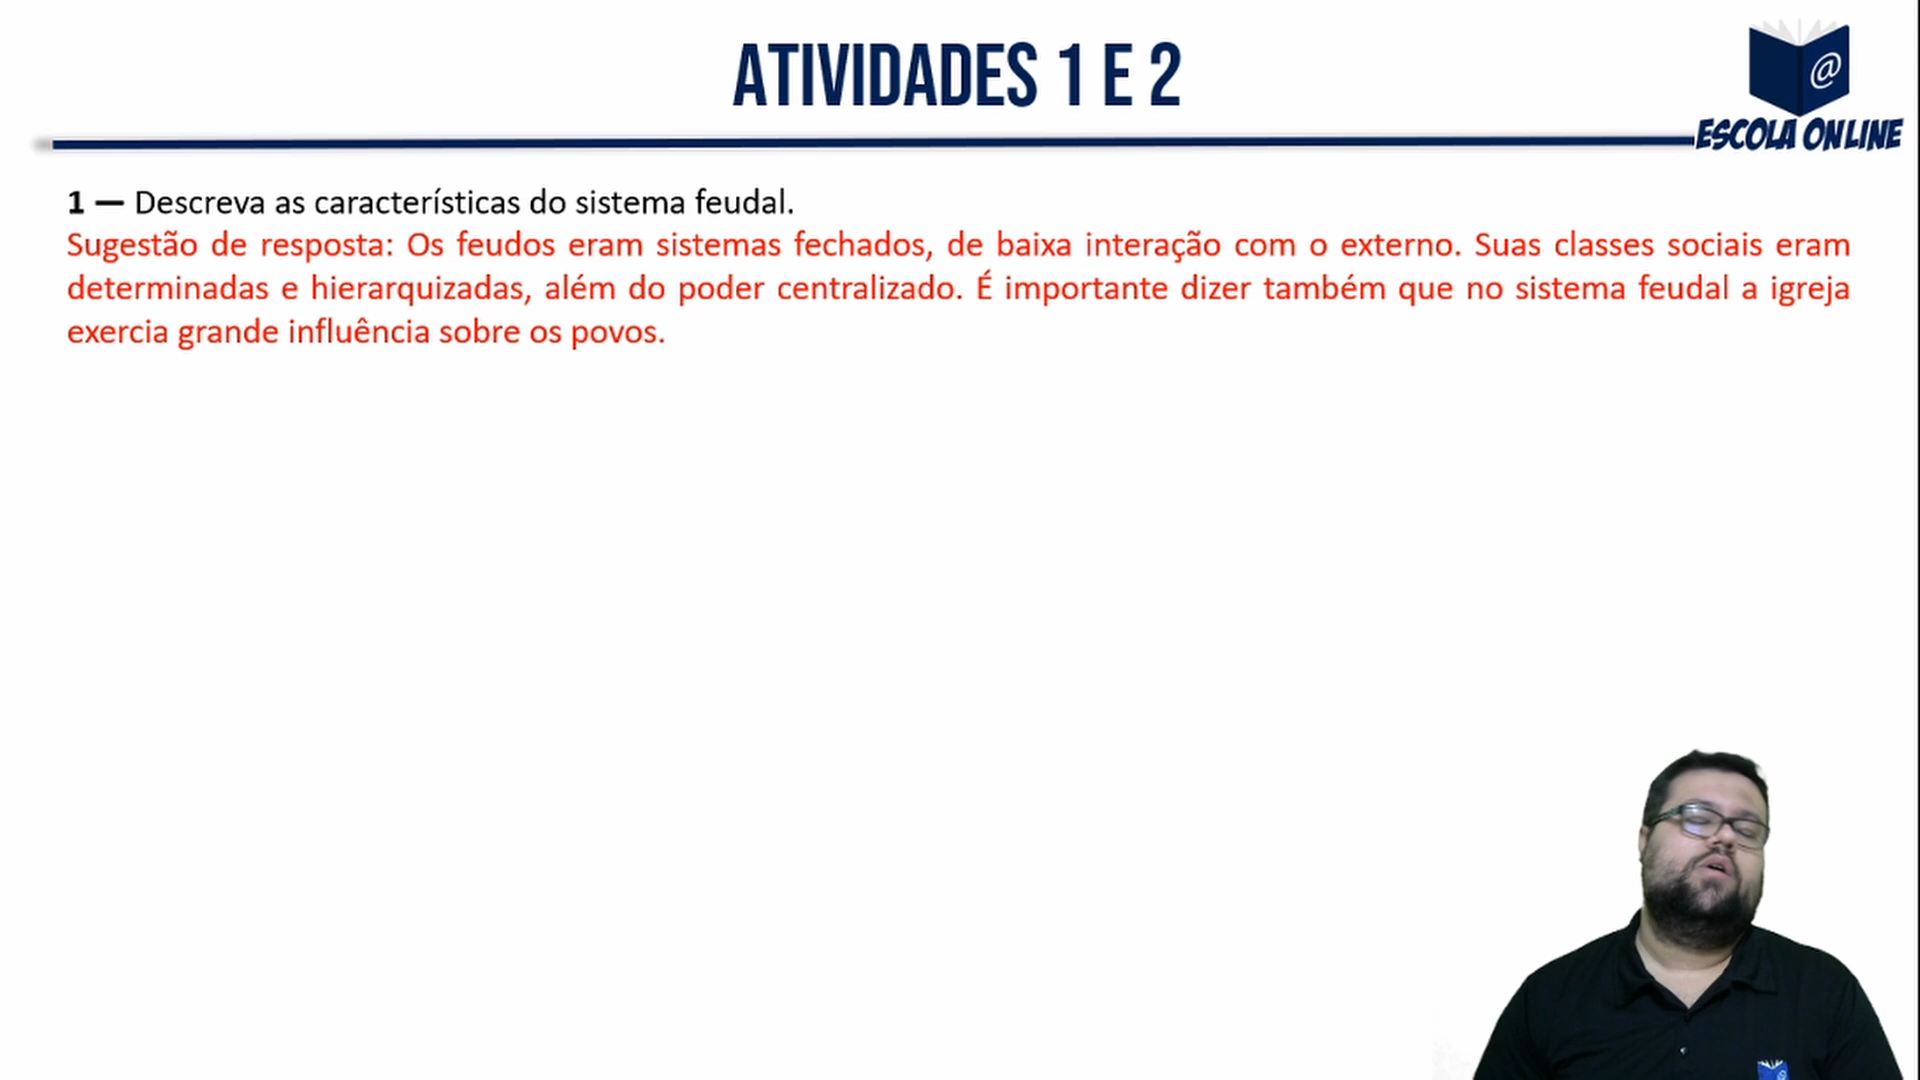 ATIVIDADES 1 E 2
@
ESCOLA ONLINE
1 — Descreva as características do sistema feudal.
Sugestão de resposta: Os feudos eram sistemas fechados, de baixa interação com o externo. Suas classes sociais eram
determinadas e hierarquizadas, além do poder centralizado. É importante dizer também que no sistema feudal a igreja
exercia grande influência sobre os povos.